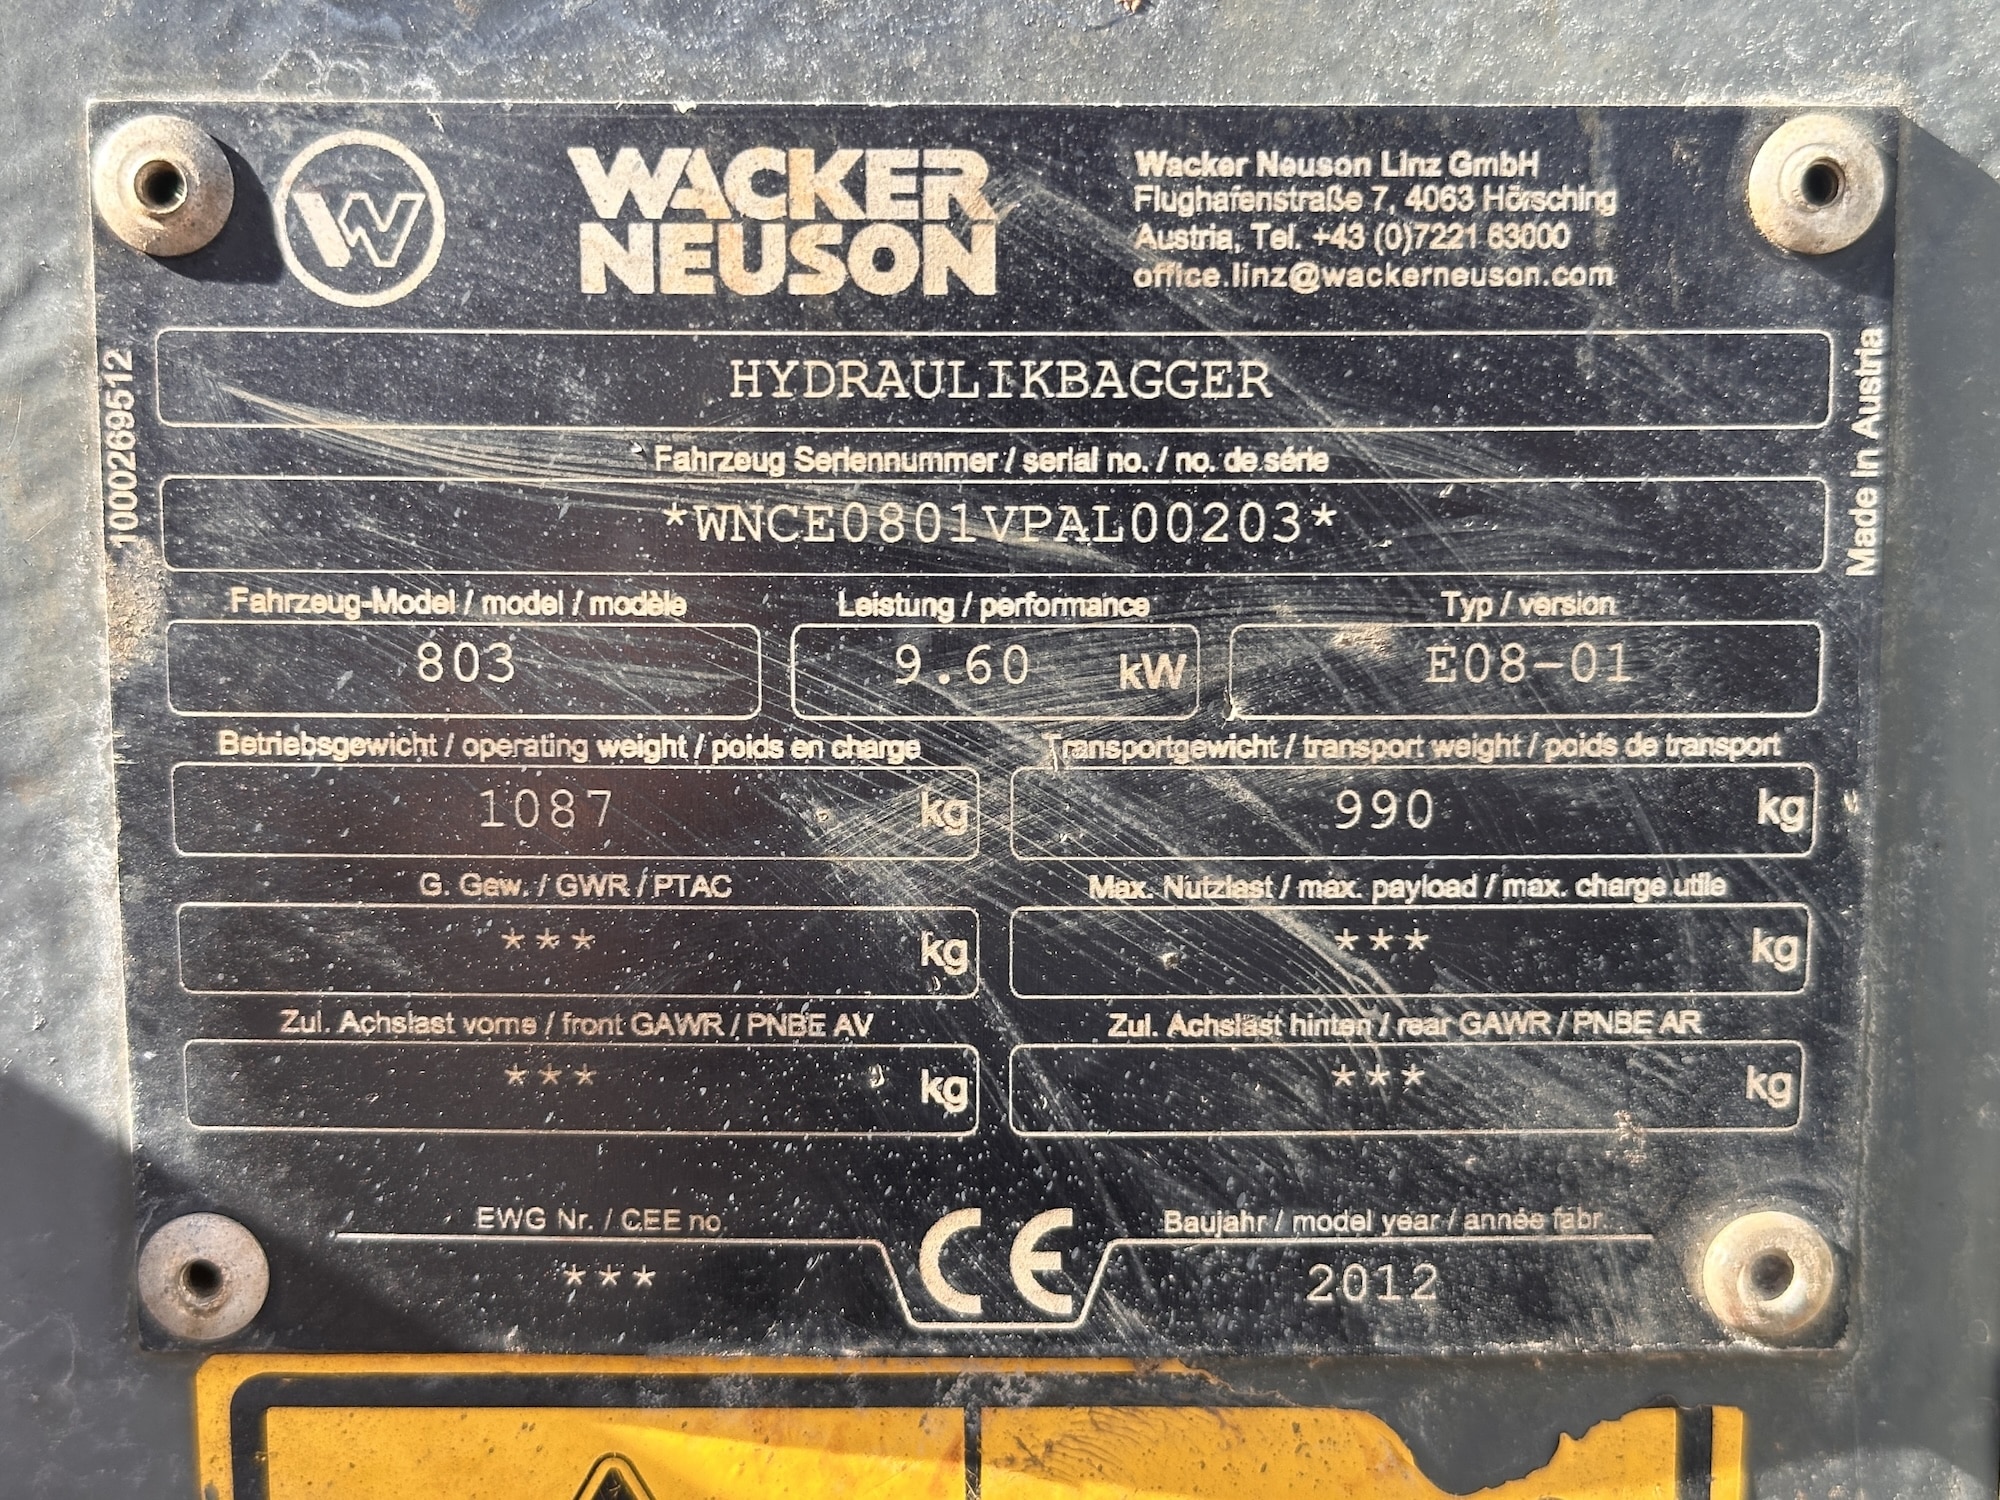 W
WACKER
NEUSON
Wacker Neuson Linz GmbH
Flughafenstraße 7, 4063 Hörsching
Austria, Tel. +43 (0)7221 63000
office.linz@wackerneuson.com
1000269512
Made in Austria
HYDRAULIKBAGGER
Fahrzeug Seriennummer / serial no. / no. de série
*WNCE0801VPAL00203*
Fahrzeug-Model / model / modèle
803
Leistung / performance
9.60 kW
Typ / version
E08-01
Betriebsgewicht / operating weight / poids en charge
1087 kg
Transportgewicht / transport weight / poids de transport
990 kg
G. Gew. / GWR / PTAC
*** kg
Max. Nutzlast / max. payload / max. charge utile
*** kg
Zul. Achslast vorne / front GAWR / PNBE AV
*** kg
Zul. Achslast hinten / rear GAWR / PNBE AR
*** kg
EWG Nr. / CEE no.
***
CE
Baujahr / model year / année fabr.
2012